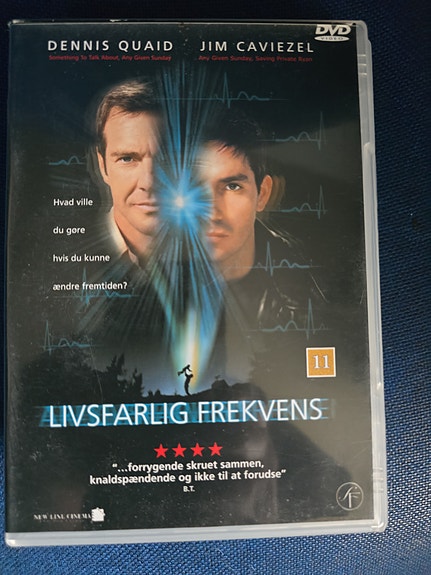 DENNIS QUAID JIM CAVIEZEL
Something To Talk About, Any Given Sunday Any Given Sunday, Saving Private Ryan
DVD
VIDEO
Hvad ville
du gøre
hvis du kunne
ændre fremtiden?
11
LIVSFARLIG FREKVENS
"...forrygende skruet sammen,
knaldspændende og ikke til at forudse"
B.T.
NEW LINE CINEMA
SF